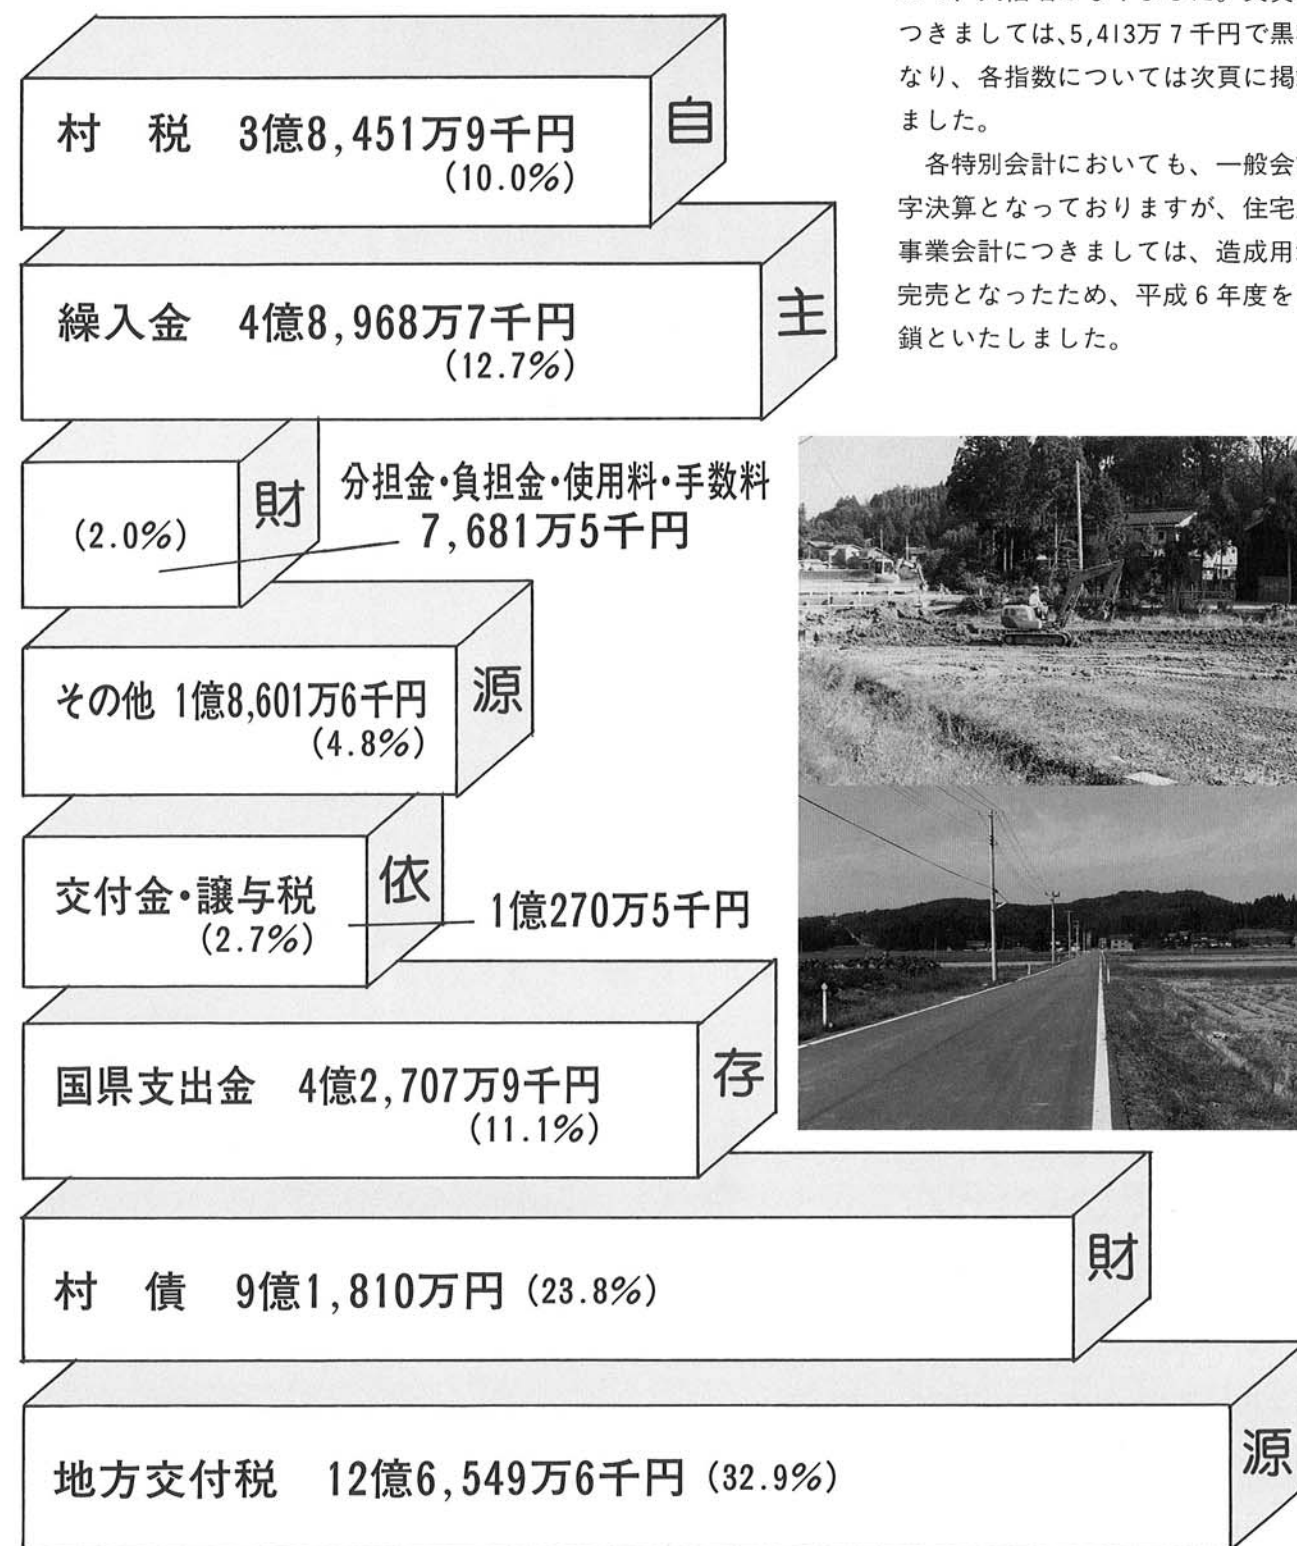 村　税　3億8,451万9千円
(10.0%)
自
繰入金　4億8,968万7千円
(12.7%)
主
(2.0%)
財
分担金・負担金・使用料・手数料
7,681万5千円
その他 1億8,601万6千円
(4.8%)
源
交付金・譲与税
(2.7%)
依
1億270万5千円
国県支出金　4億2,707万9千円
(11.1%)
存
村　債　9億1,810万円 (23.8%)
財
地方交付税　12億6,549万6千円 (32.9%)
源
つきましては、5,413万7千円で黒
なり、各指数については次頁に掲
ました。
　各特別会計においても、一般会
字決算となっておりますが、住宅
事業会計につきましては、造成用
完売となったため、平成6年度を
鎖といたしました。